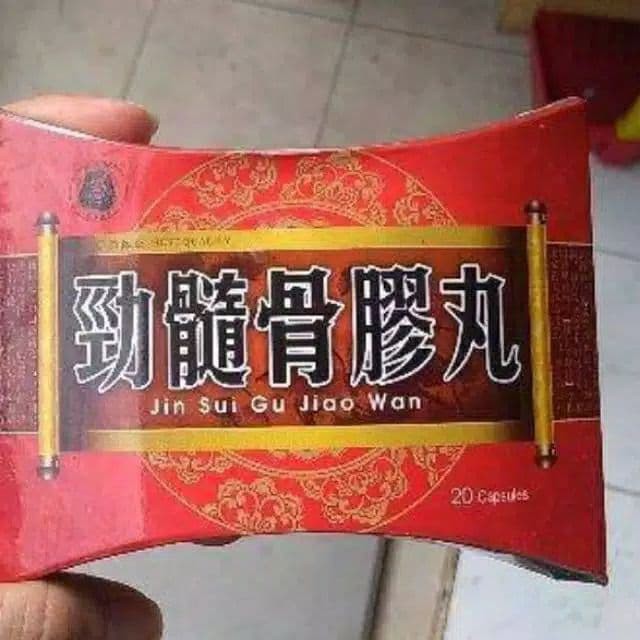 勁髓骨膠丸
Jin Sui Gu Jiao Wan
20 Capsules